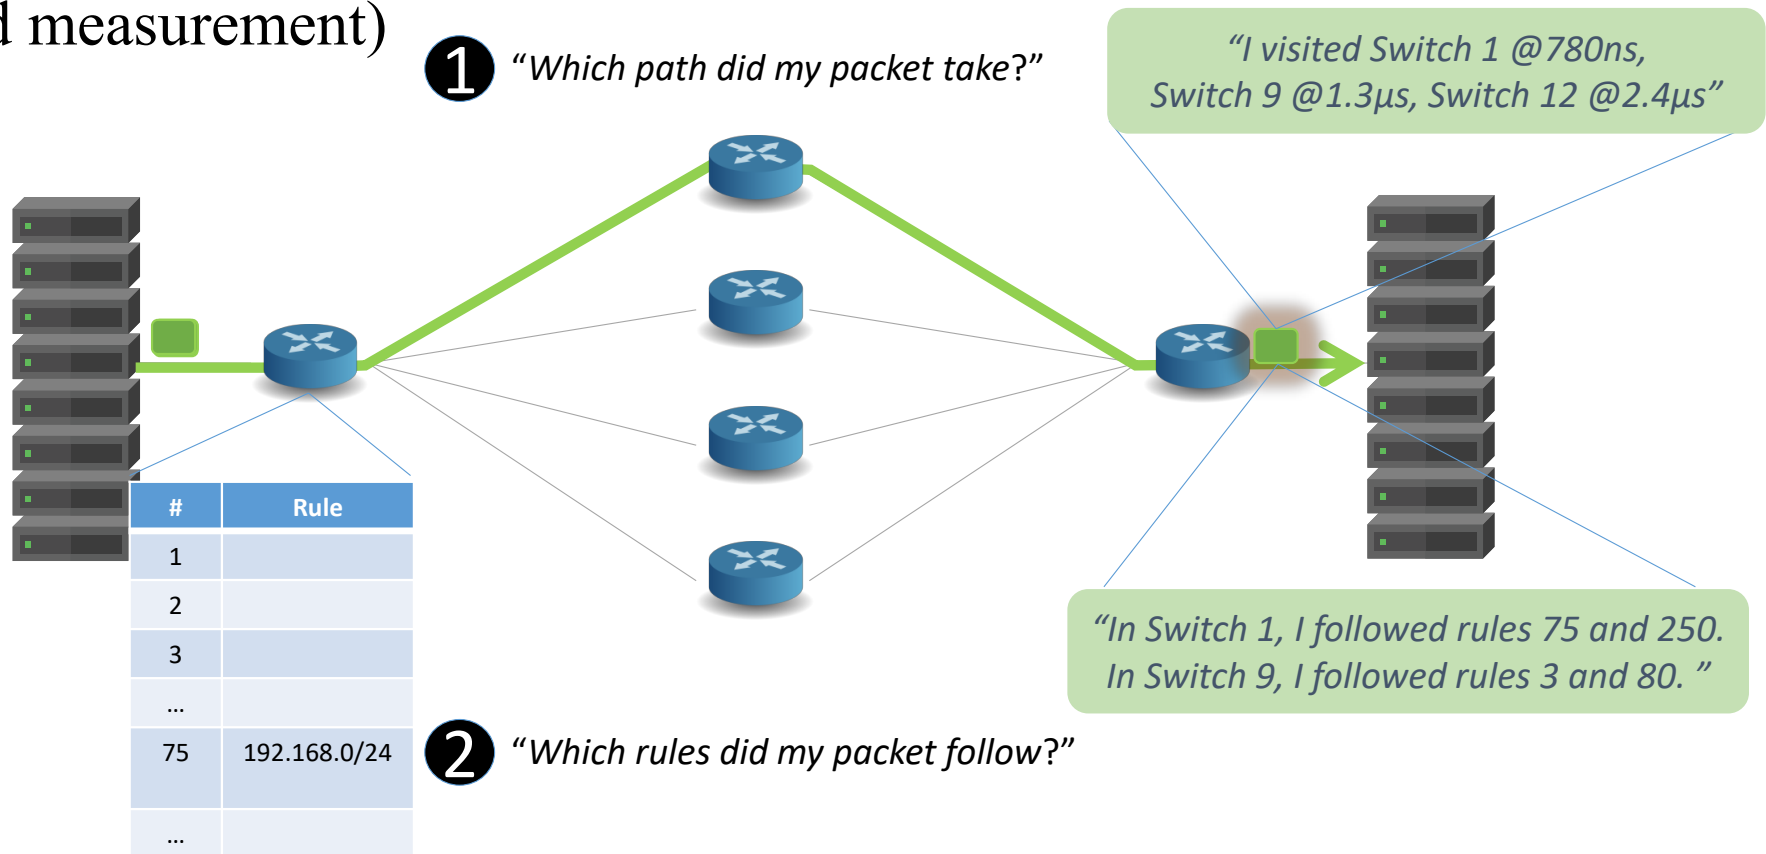 d measurement)
1 “Which path did my packet take?”
“I visited Switch 1 @780ns,
Switch 9 @1.3µs, Switch 12 @2.4µs”
# Rule
1
2
3
...
75 192.168.0/24
...
“In Switch 1, I followed rules 75 and 250.
In Switch 9, I followed rules 3 and 80. ”
2 “Which rules did my packet follow?”